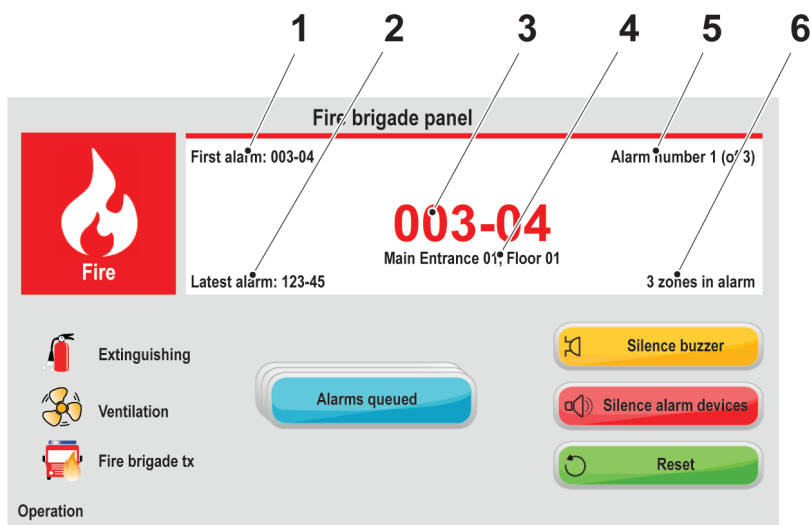 1 2 3 4 5 6
Fire brigade panel
First alarm: 003-04
Alarm number 1 (of 3)
003-04
Main Entrance 01, Floor 01
Fire
Latest alarm: 123-45
3 zones in alarm
Extinguishing
Silence buzzer
Alarms queued
Ventilation
Silence alarm devices
Fire brigade tx
Reset
Operation